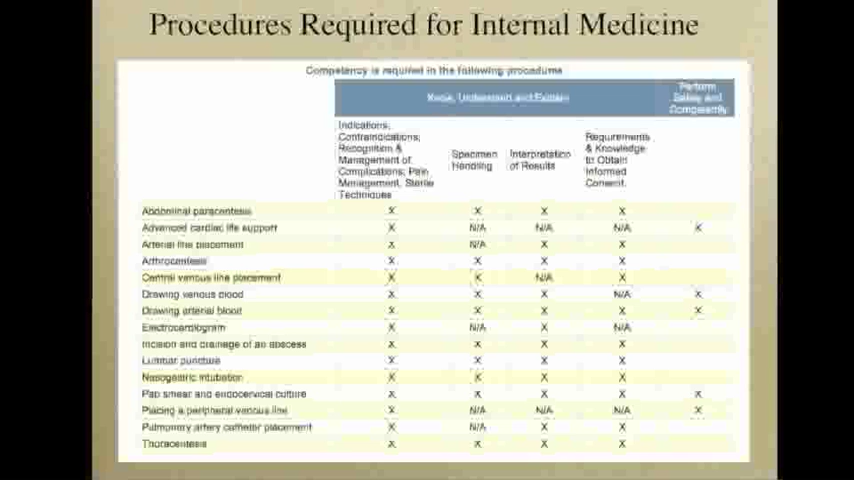 Procedures Required for Internal Medicine
Competency is required in the following procedures
Know, Understand and Explain
Perform
Safely and
Competently
Indications;
Contraindications;
Recognition &
Management of
Complications; Pain
Management; Sterile
Techniques
Specimen
Handling
Interpretation
of Results
Requirements
& Knowledge
to Obtain
Informed
Consent
Abdominal paracentesis X X X X
Advanced cardiac life support X N/A N/A N/A X
Arterial line placement X N/A X X
Arthrocentesis X X X X
Central venous line placement X X N/A X
Drawing venous blood X X X N/A X
Drawing arterial blood X X X X X
Electrocardiogram X N/A X N/A
Incision and drainage of an abscess X X X X
Lumbar puncture X X X X
Nasogastric intubation X X X X
Pap smear and endocervical culture X X X X X
Placing a peripheral venous line X N/A N/A N/A X
Pulmonary artery catheter placement X N/A X X
Thoracentesis X X X X